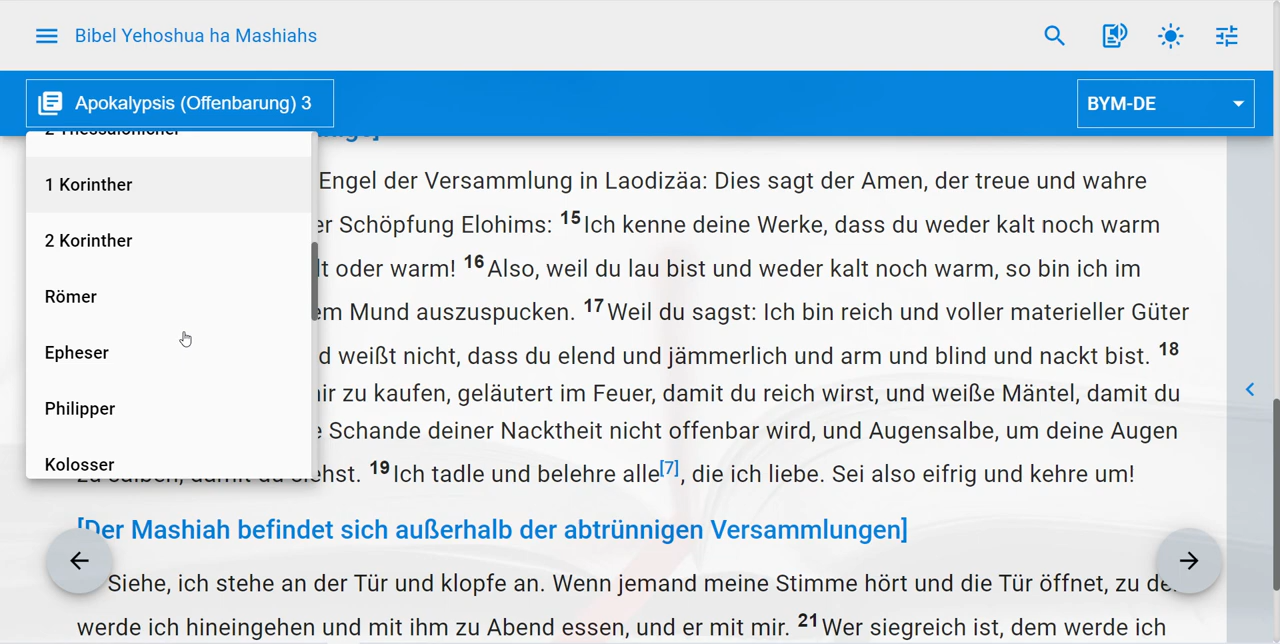 Bibel Yehoshua ha Mashiahs
Apokalypsis (Offenbarung) 3
BYM-DE
2 Thessalonicher
1 Korinther
2 Korinther
Römer
Epheser
Philipper
Kolosser
Engel der Versammlung in Laodizäa: Dies sagt der Amen, der treue und wahre
er Schöpfung Elohims: 15 Ich kenne deine Werke, dass du weder kalt noch warm
lt oder warm! 16 Also, weil du lau bist und weder kalt noch warm, so bin ich im
em Mund auszuspucken. 17 Weil du sagst: Ich bin reich und voller materieller Güter
d weißt nicht, dass du elend und jämmerlich und arm und blind und nackt bist. 18
ir zu kaufen, geläutert im Feuer, damit du reich wirst, und weiße Mäntel, damit du
e Schande deiner Nacktheit nicht offenbar wird, und Augensalbe, um deine Augen
zu salben, damit du siehst. 19 Ich tadle und belehre alle[7], die ich liebe. Sei also eifrig und kehre um!
[Der Mashiah befindet sich außerhalb der abtrünnigen Versammlungen]
Siehe, ich stehe an der Tür und klopfe an. Wenn jemand meine Stimme hört und die Tür öffnet, zu de
werde ich hineingehen und mit ihm zu Abend essen, und er mit mir. 21 Wer siegreich ist, dem werde ich